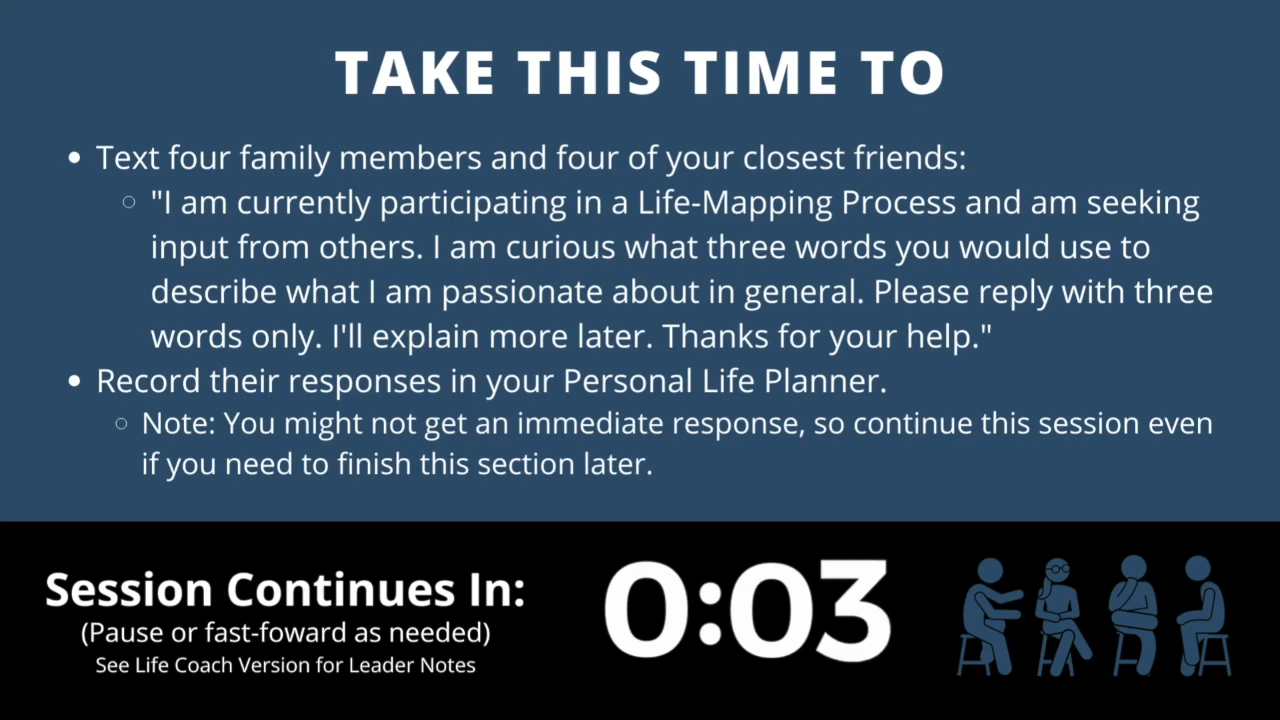 TAKE THIS TIME TO
• Text four family members and four of your closest friends:
○ "I am currently participating in a Life-Mapping Process and am seeking
input from others. I am curious what three words you would use to
describe what I am passionate about in general. Please reply with three
words only. I'll explain more later. Thanks for your help."
• Record their responses in your Personal Life Planner.
○ Note: You might not get an immediate response, so continue this session even
if you need to finish this section later.
Session Continues In:
(Pause or fast-foward as needed)
See Life Coach Version for Leader Notes
0:03